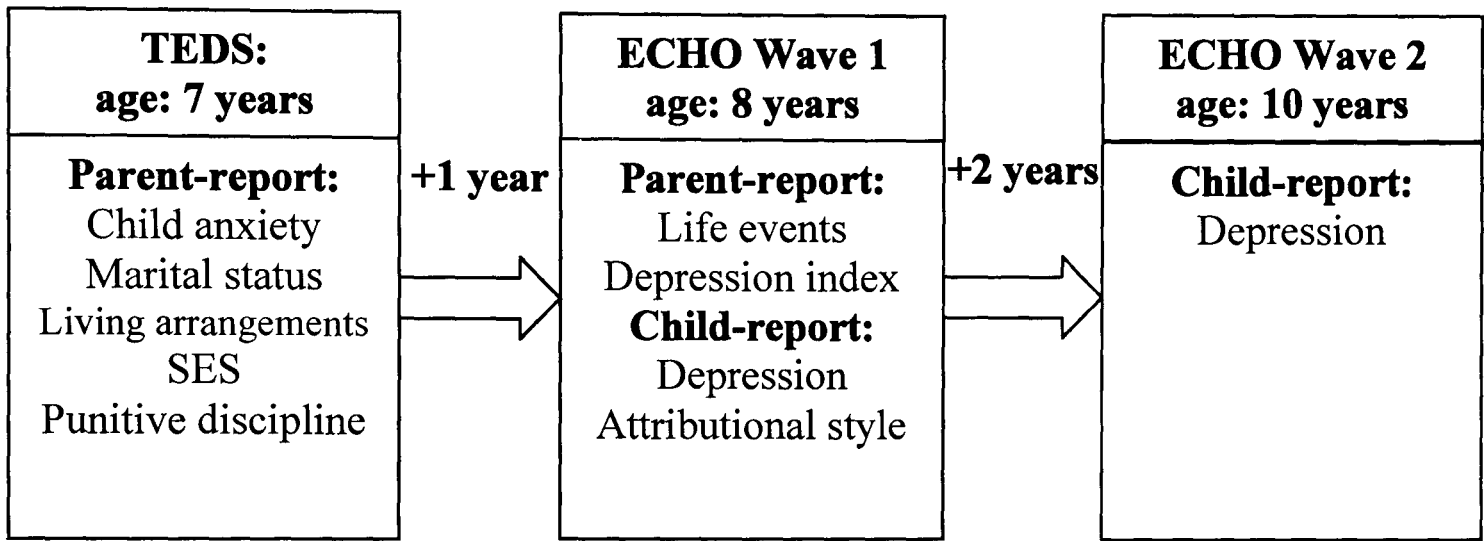 TEDS:
age: 7 years
Parent-report:
Child anxiety
Marital status
Living arrangements
SES
Punitive discipline
+1 year
ECHO Wave 1
age: 8 years
Parent-report:
Life events
Depression index
Child-report:
Depression
Attributional style
+2 years
ECHO Wave 2
age: 10 years
Child-report:
Depression